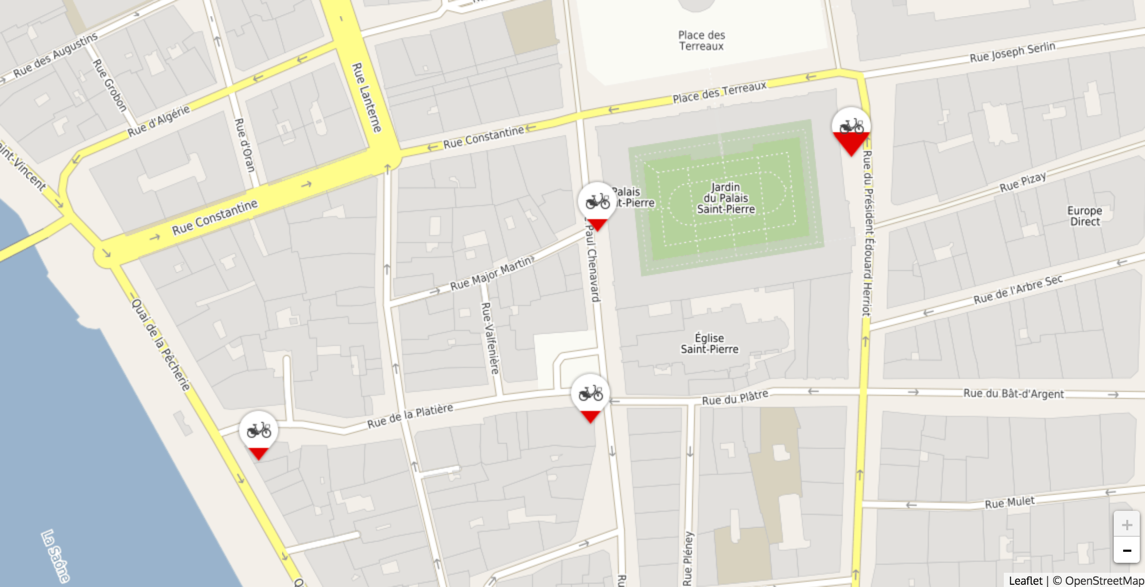 Rue des Augustins
Rue Grobon
Rue Lanterne
Place des
Terreaux
Rue Joseph Serlin
Place des Terreaux
Rue d'Algérie
Rue d'Oran
Rue Constantine
aint-Vincent
Rue Constantine
Palais
t-Pierre
Jardin
du Palais
Saint-Pierre
Rue du Président Édouard Herriot
Rue Pizay
Europe
Direct
Paul Chenavard
Rue Major Martin
Rue Valfenière
Rue de l'Arbre Sec
Quai de la Pêcherie
Église
Saint-Pierre
Rue de la Platière
Rue du Plâtre
Rue du Bât-d'Argent
Rue Mulet
Rue Pléney
La Saône
Q
Ru
+
-
Leaflet | © OpenStreetMap